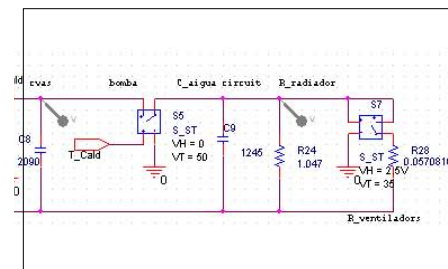 cvas bomba C_aigua circuit R_radiador
V
V
S5
S_ST
VH = 0
VT = 50
C8
2090
T_Cald
0
C9
1245
R24
1.047
S7
S_ST
VH = 2.5V
VT = 35
0
R28
R_ventiladors